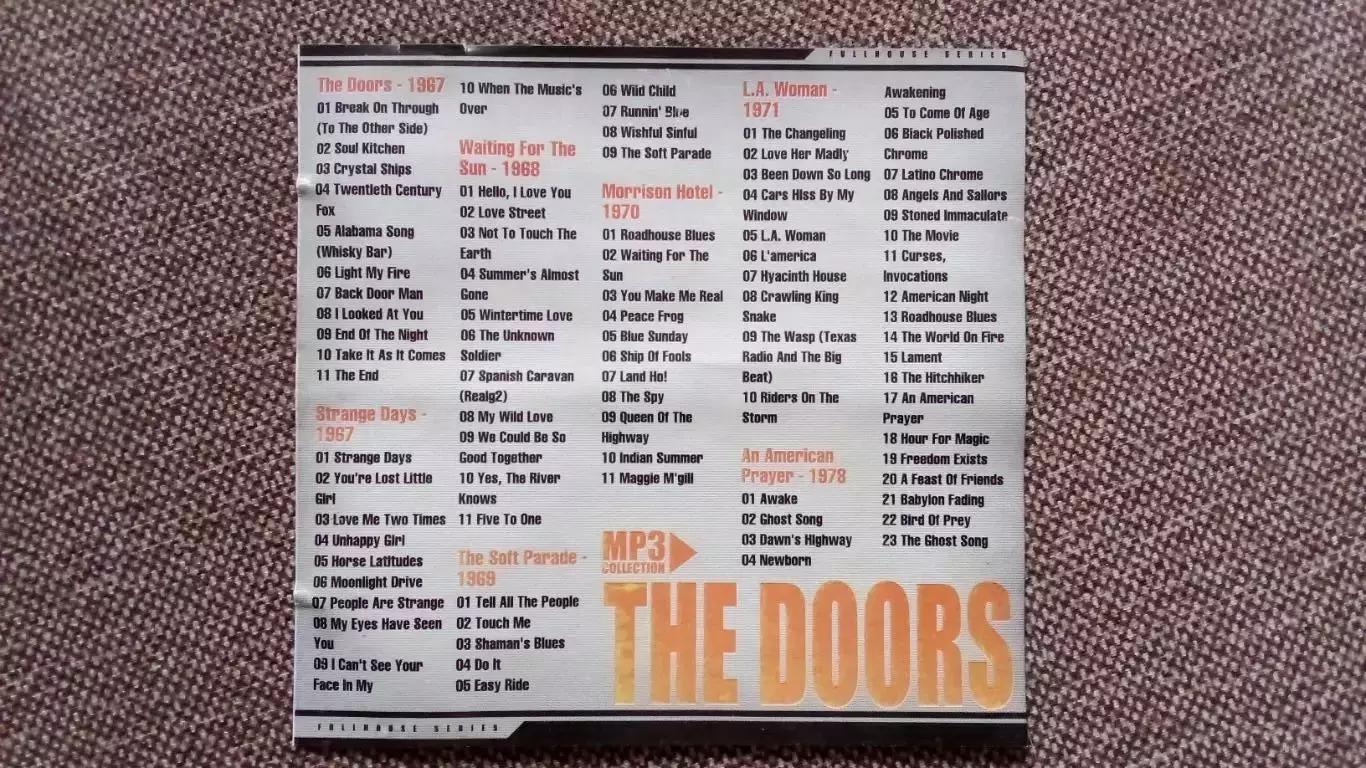 FULLHOUSE SERIES
The Doors - 1967
01 Break On Through
(To The Other Side)
02 Soul Kitchen
03 Crystal Ships
04 Twentieth Century
Fox
05 Alabama Song
(Whisky Bar)
06 Light My Fire
07 Back Door Man
08 I Looked At You
09 End Of The Night
10 Take It As It Comes
11 The End
Strange Days -
1967
01 Strange Days
02 You're Lost Little
Girl
03 Love Me Two Times
04 Unhappy Girl
05 Horse Latitudes
06 Moonlight Drive
07 People Are Strange
08 My Eyes Have Seen
You
09 I Can't See Your
Face In My
10 When The Music's
Over
Waiting For The
Sun - 1968
01 Hello, I Love You
02 Love Street
03 Not To Touch The
Earth
04 Summer's Almost
Gone
05 Wintertime Love
06 The Unknown
Soldier
07 Spanish Caravan
(Realg2)
08 My Wild Love
09 We Could Be So
Good Together
10 Yes, The River
Knows
11 Five To One
The Soft Parade -
1969
01 Tell All The People
02 Touch Me
03 Shaman's Blues
04 Do It
05 Easy Ride
06 Wild Child
07 Runnin' Blue
08 Wishful Sinful
09 The Soft Parade
Morrison Hotel -
1970
01 Roadhouse Blues
02 Waiting For The
Sun
03 You Make Me Real
04 Peace Frog
05 Blue Sunday
06 Ship Of Fools
07 Land Ho!
08 The Spy
09 Queen Of The
Highway
10 Indian Summer
11 Maggie M'gill
L.A. Woman -
1971
01 The Changeling
02 Love Her Madly
03 Been Down So Long
04 Cars Hiss By My
Window
05 L.A. Woman
06 L'america
07 Hyacinth House
08 Crawling King
Snake
09 The Wasp (Texas
Radio And The Big
Beat)
10 Riders On The
Storm
An American
Prayer - 1978
01 Awake
02 Ghost Song
03 Dawn's Highway
04 Newborn
Awakening
05 To Come Of Age
06 Black Polished
Chrome
07 Latino Chrome
08 Angels And Sailors
09 Stoned Immaculate
10 The Movie
11 Curses,
Invocations
12 American Night
13 Roadhouse Blues
14 The World On Fire
15 Lament
16 The Hitchhiker
17 An American
Prayer
18 Hour For Magic
19 Freedom Exists
20 A Feast Of Friends
21 Babylon Fading
22 Bird Of Prey
23 The Ghost Song
MP3
COLLECTION
THE DOORS
FULLHOUSE SERIES